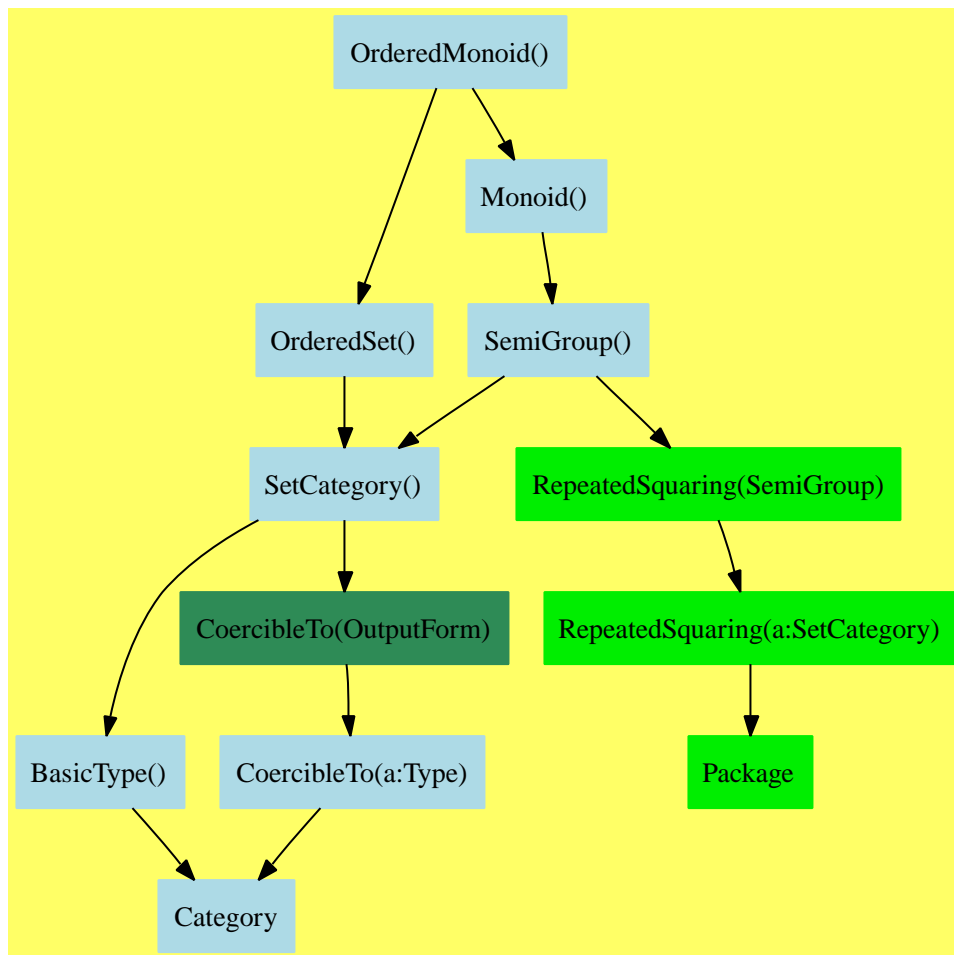 OrderedMonoid()
Monoid()
OrderedSet()
SemiGroup()
SetCategory()
RepeatedSquaring(SemiGroup)
CoercibleTo(OutputForm)
RepeatedSquaring(a:SetCategory)
BasicType()
CoercibleTo(a:Type)
Package
Category